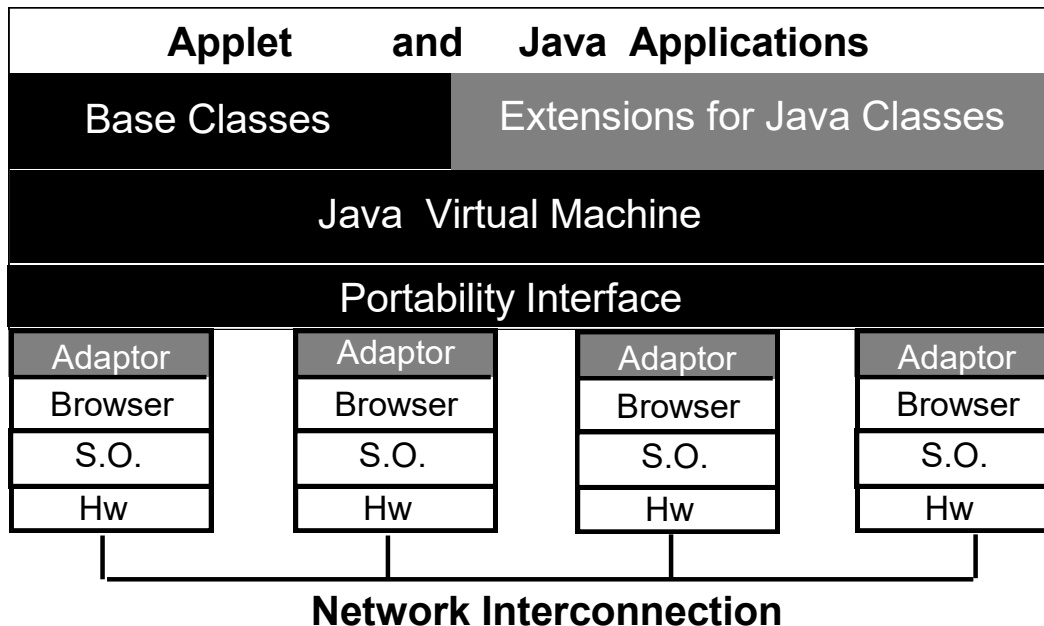 Applet and Java Applications
Base Classes Extensions for Java Classes
Java Virtual Machine
Portability Interface
Adaptor Adaptor Adaptor Adaptor
Browser Browser Browser Browser
S.O. S.O. S.O. S.O.
Hw Hw Hw Hw
Network Interconnection